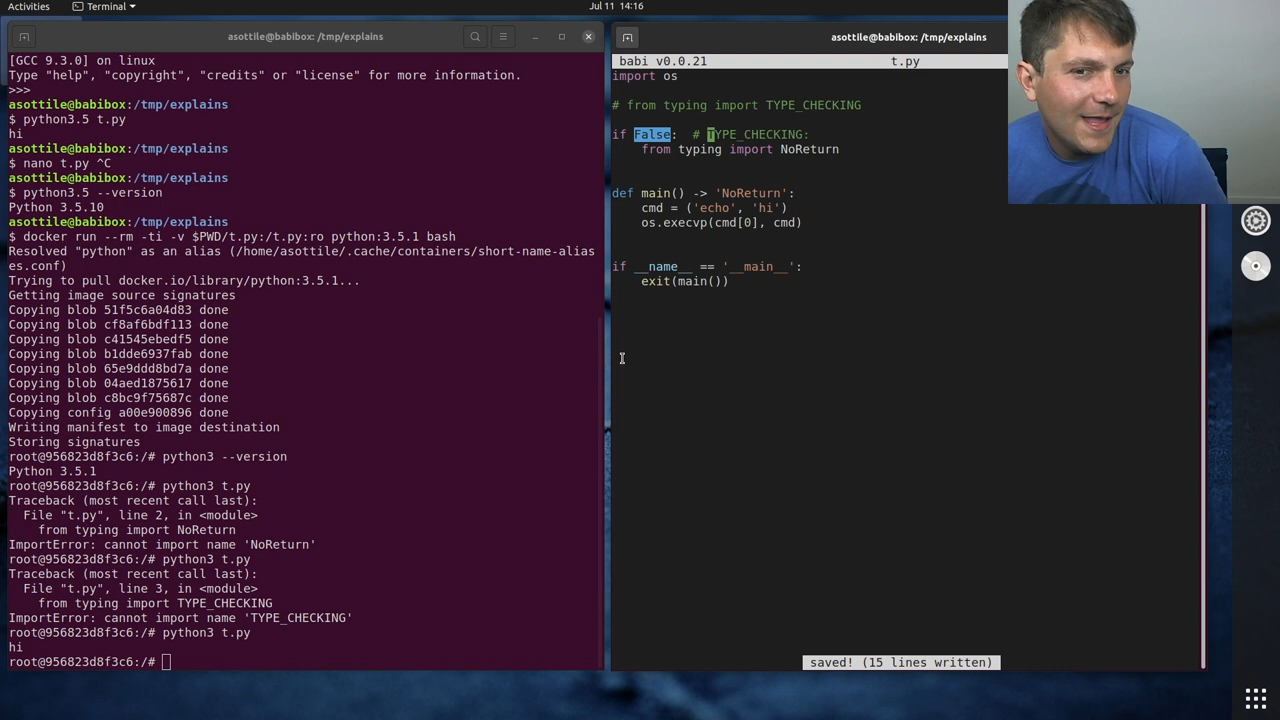 Activities
Terminal
Jul 11 14:16
asottile@babibox: /tmp/explains
[GCC 9.3.0] on linux
Type "help", "copyright", "credits" or "license" for more information.
>>>
asottile@babibox:/tmp/explains
$ python3.5 t.py
hi
asottile@babibox:/tmp/explains
$ nano t.py ^C
asottile@babibox:/tmp/explains
$ python3.5 --version
Python 3.5.10
asottile@babibox:/tmp/explains
$ docker run --rm -ti -v $PWD/t.py:/t.py:ro python:3.5.1 bash
Resolved "python" as an alias (/home/asottile/.cache/containers/short-name-alias
es.conf)
Trying to pull docker.io/library/python:3.5.1...
Getting image source signatures
Copying blob 51f5c6a04d83 done
Copying blob cf8af6bdf113 done
Copying blob c41545ebedf5 done
Copying blob b1dde6937fab done
Copying blob 65e9ddd8bd7a done
Copying blob 04aed1875617 done
Copying blob c8bc9f75687c done
Copying config a00e900896 done
Writing manifest to image destination
Storing signatures
root@956823d8f3c6:/# python3 --version
Python 3.5.1
root@956823d8f3c6:/# python3 t.py
Traceback (most recent call last):
  File "t.py", line 2, in <module>
    from typing import NoReturn
ImportError: cannot import name 'NoReturn'
root@956823d8f3c6:/# python3 t.py
Traceback (most recent call last):
  File "t.py", line 3, in <module>
    from typing import TYPE_CHECKING
ImportError: cannot import name 'TYPE_CHECKING'
root@956823d8f3c6:/# python3 t.py
hi
root@956823d8f3c6:/#
asottile@babibox: /tmp/explains
babi v0.0.21 t.py
import os
# from typing import TYPE_CHECKING
if False:  # TYPE_CHECKING:
    from typing import NoReturn
def main() -> 'NoReturn':
    cmd = ('echo', 'hi')
    os.execvp(cmd[0], cmd)
if __name__ == '__main__':
    exit(main())
saved! (15 lines written)